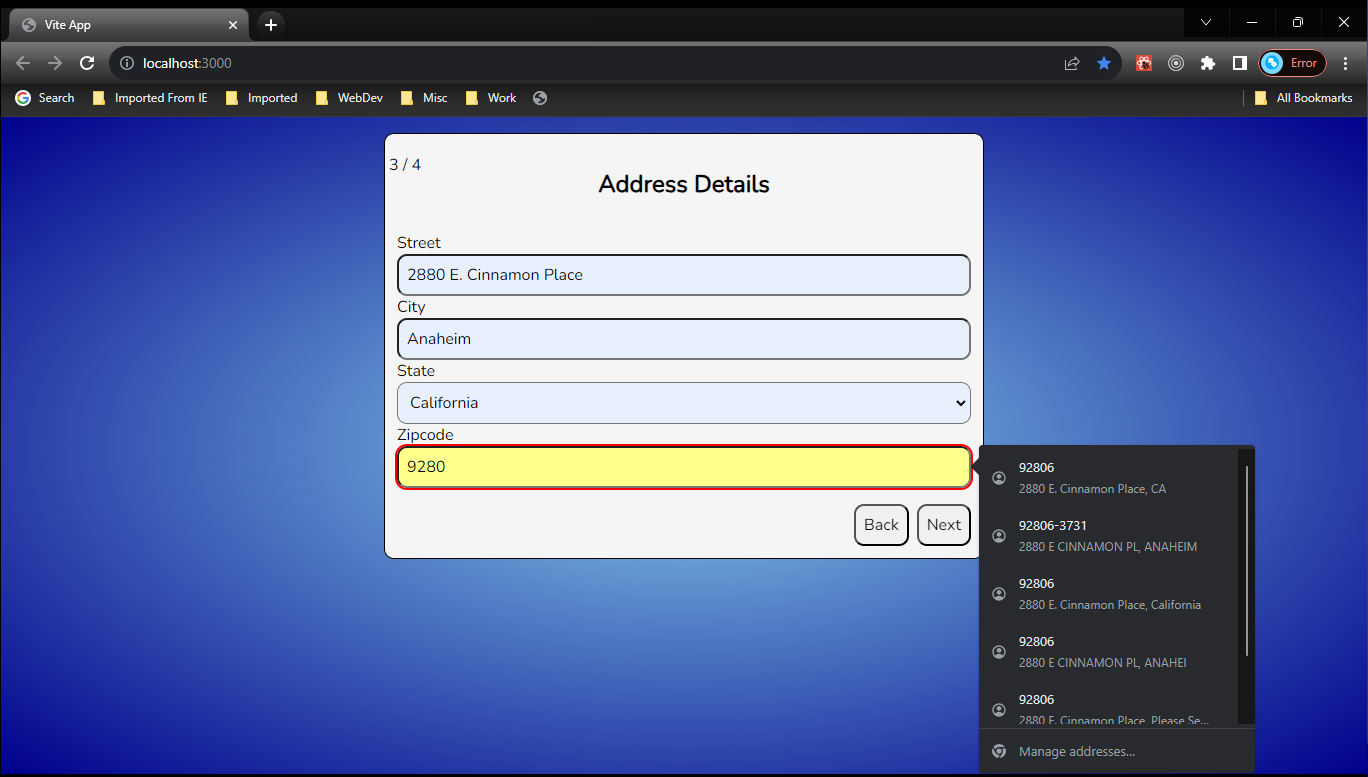 Vite App
localhost:3000
Error
Search Imported From IE Imported WebDev Misc Work All Bookmarks
3 / 4
Address Details
Street
2880 E. Cinnamon Place
City
Anaheim
State
California
Zipcode
9280
Back Next
92806
2880 E. Cinnamon Place, CA
92806-3731
2880 E CINNAMON PL, ANAHEIM
92806
2880 E. Cinnamon Place, California
92806
2880 E CINNAMON PL, ANAHEI
92806
2880 E. Cinnamon Place, Please Se...
Manage addresses...